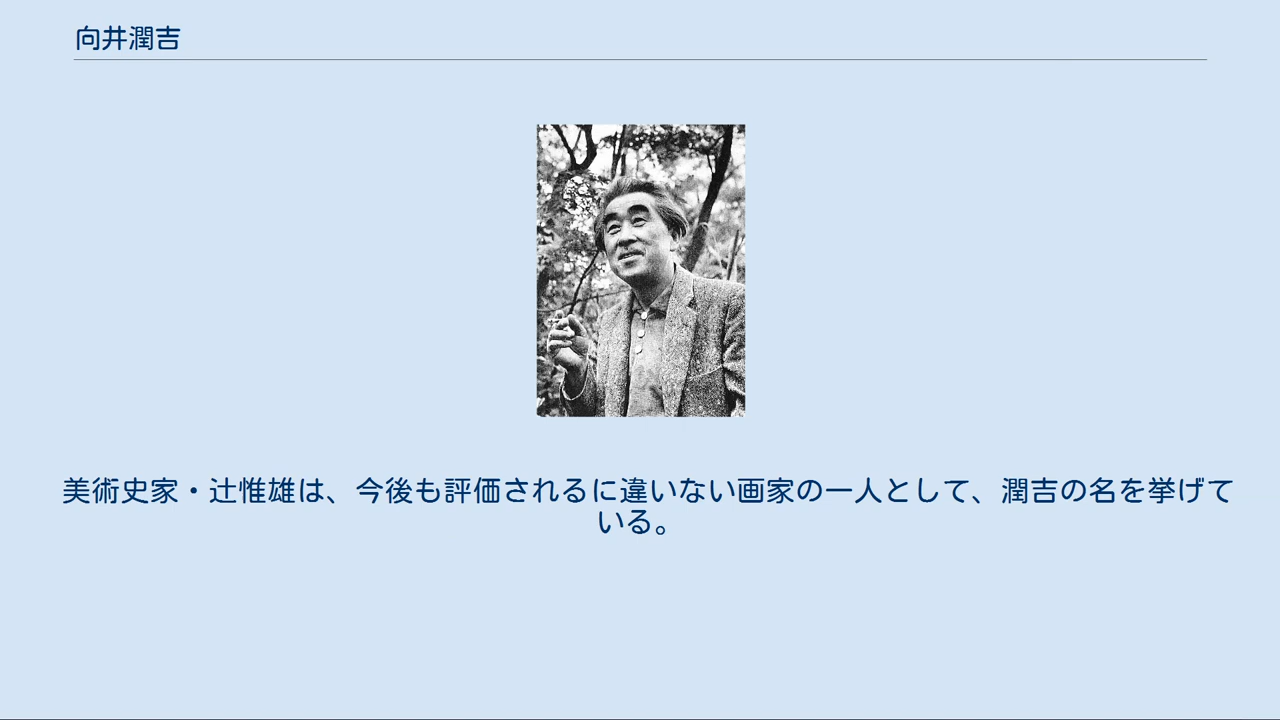 向井潤吉
美術史家・辻惟雄は、今後も評価されるに違いない画家の一人として、潤吉の名を挙げて
いる。